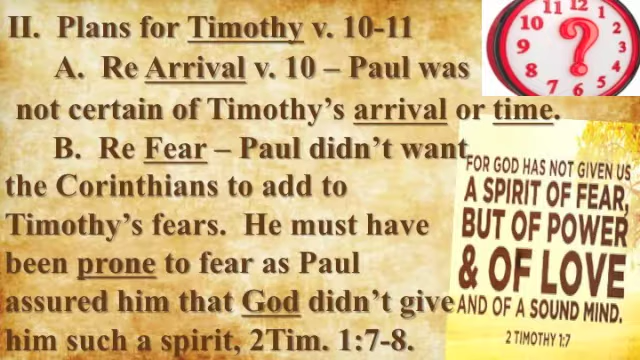 II. Plans for Timothy v. 10-11
A. Re Arrival v. 10 – Paul was
not certain of Timothy's arrival or time.
B. Re Fear – Paul didn't want
the Corinthians to add to
Timothy's fears. He must have
been prone to fear as Paul
assured him that God didn't give
him such a spirit, 2Tim. 1:7-8.
11 12 1
10 2
9 3
8 4
7 6 5
?
FOR GOD HAS NOT GIVEN US
A SPIRIT OF FEAR,
BUT OF POWER
& OF LOVE
AND OF A SOUND MIND.
2 TIMOTHY 1:7